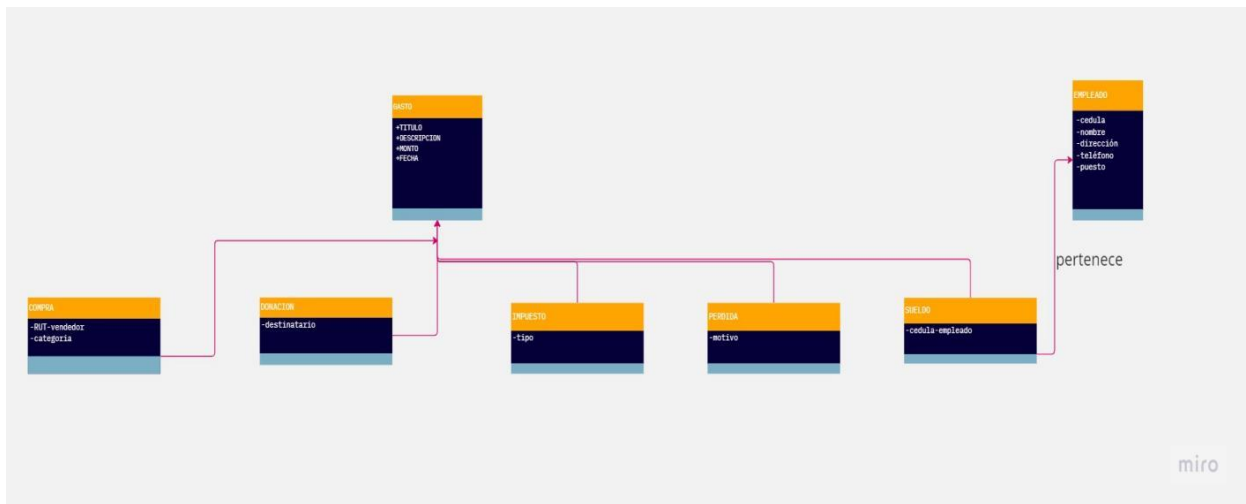 GASTO
+TITULO
+DESCRIPCION
+MONTO
+FECHA
EMPLEADO
-cedula
-nombre
-dirección
-teléfono
-puesto
pertenece
COMPRA
-RUT-vendedor
-categoria
DONACION
-destinatario
IMPUESTO
-tipo
PERDIDA
-motivo
SUELDO
-cedula-empleado
miro